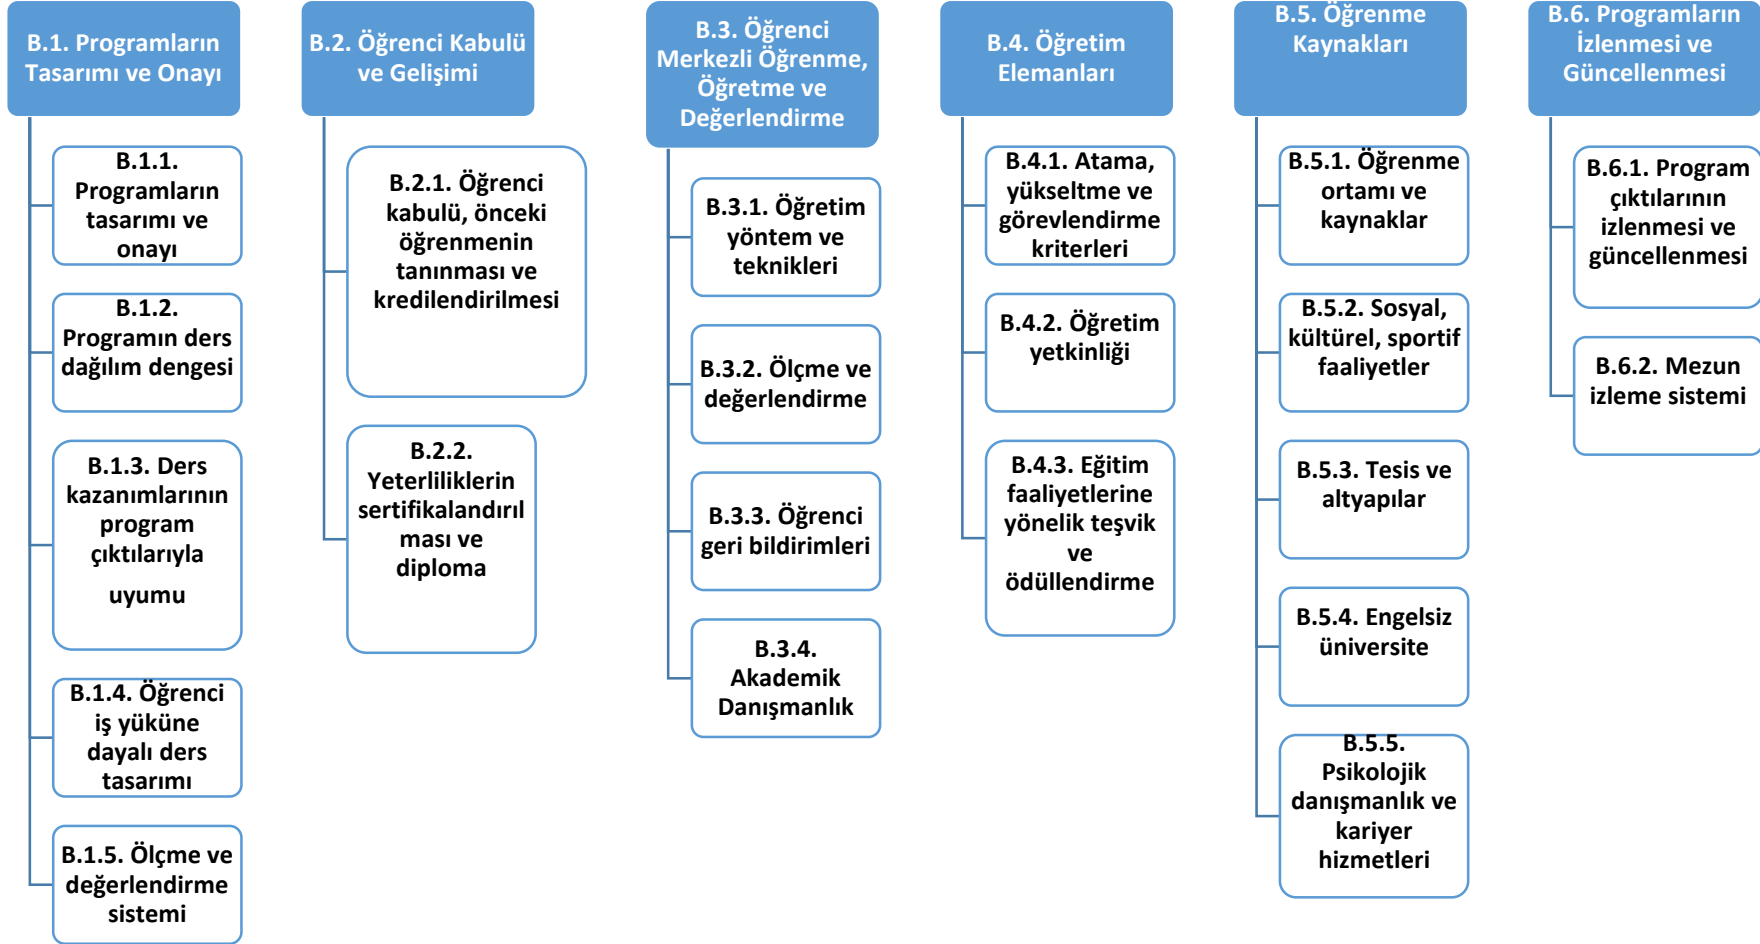 B.1. Programların
Tasarımı ve Onayı
B.1.1.
Programların
tasarımı ve
onayı
B.1.2.
Programın ders
dağılım dengesi
B.1.3. Ders
kazanımlarının
program
çıktılarıyla
uyumu
B.1.4. Öğrenci
iş yüküne
dayalı ders
tasarımı
B.1.5. Ölçme ve
değerlendirme
sistemi
B.2. Öğrenci Kabulü
ve Gelişimi
B.2.1. Öğrenci
kabulü, önceki
öğrenmenin
tanınması ve
kredilendirilmesi
B.2.2.
Yeterliliklerin
sertifikalandırıl
ması ve
diploma
B.3. Öğrenci
Merkezli Öğrenme,
Öğretme ve
Değerlendirme
B.3.1. Öğretim
yöntem ve
teknikleri
B.3.2. Ölçme ve
değerlendirme
B.3.3. Öğrenci
geri bildirimleri
B.3.4.
Akademik
Danışmanlık
B.4. Öğretim
Elemanları
B.4.1. Atama,
yükseltme ve
görevlendirme
kriterleri
B.4.2. Öğretim
yetkinliği
B.4.3. Eğitim
faaliyetlerine
yönelik teşvik
ve
ödüllendirme
B.5. Öğrenme
Kaynakları
B.5.1. Öğrenme
ortamı ve
kaynaklar
B.5.2. Sosyal,
kültürel, sportif
faaliyetler
B.5.3. Tesis ve
altyapılar
B.5.4. Engelsiz
üniversite
B.5.5.
Psikolojik
danışmanlık ve
kariyer
hizmetleri
B.6. Programların
İzlenmesi ve
Güncellenmesi
B.6.1. Program
çıktılarının
izlenmesi ve
güncellenmesi
B.6.2. Mezun
izleme sistemi